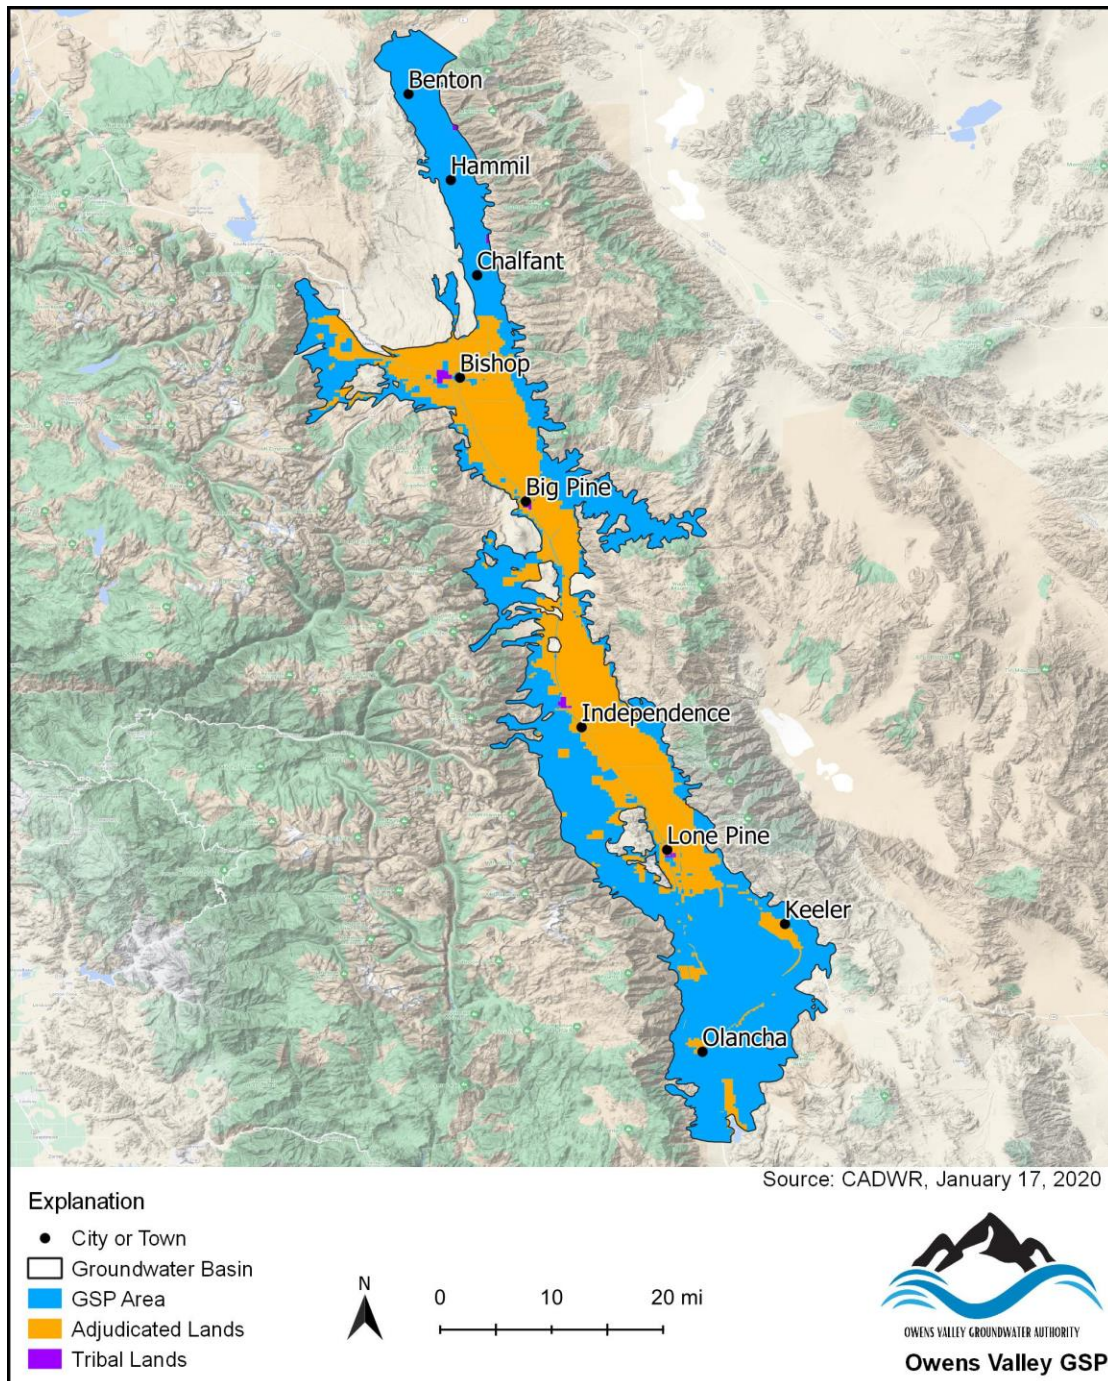 Benton
Hammil
Chalfant
Bishop
Big Pine
Independence
Lone Pine
Keeler
Olancha
Source: CADWR, January 17, 2020
Explanation
City or Town
Groundwater Basin
GSP Area
Adjudicated Lands
Tribal Lands
N
0 10 20 mi
OWENS VALLEY GROUNDWATER AUTHORITY
Owens Valley GSP